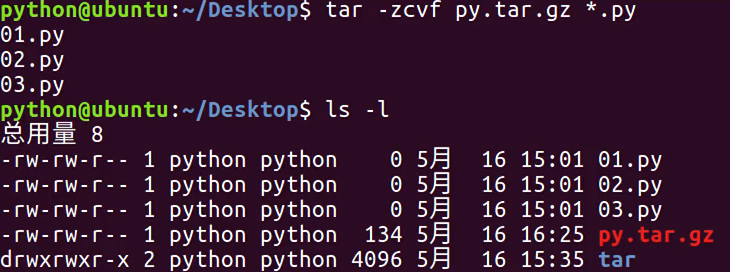 python@ubuntu:~/Desktop$ tar -zcvf py.tar.gz *.py
01.py
02.py
03.py
python@ubuntu:~/Desktop$ ls -l
总用量 8
-rw-rw-r-- 1 python python    0 5月  16 15:01 01.py
-rw-rw-r-- 1 python python    0 5月  16 15:01 02.py
-rw-rw-r-- 1 python python    0 5月  16 15:01 03.py
-rw-rw-r-- 1 python python  134 5月  16 16:25 py.tar.gz
drwxrwxr-x 2 python python 4096 5月  16 15:35 tar